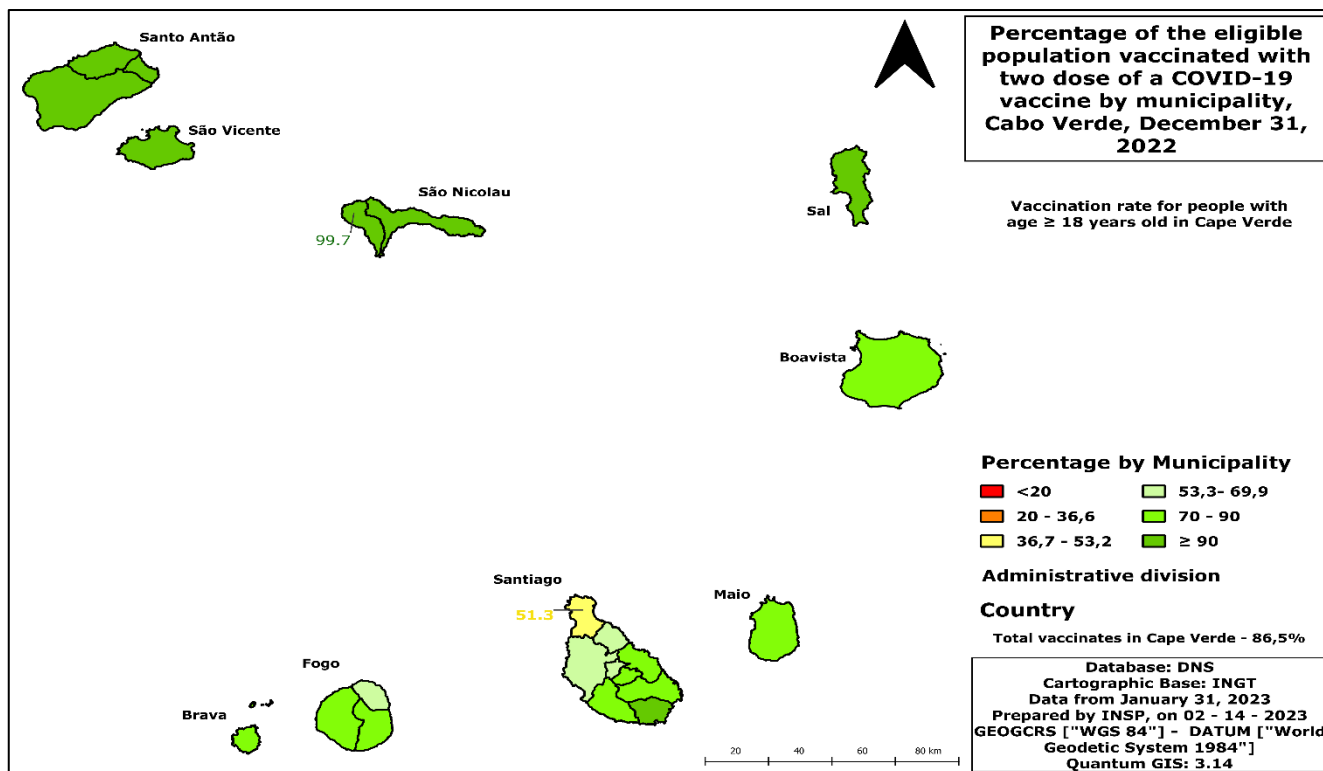 Percentage of the eligible
population vaccinated with
two dose of a COVID-19
vaccine by municipality,
Cabo Verde, December 31,
2022
Vaccination rate for people with
age ≥ 18 years old in Cape Verde
Santo Antão
São Vicente
São Nicolau
99.7
Sal
Boavista
Santiago
51.3
Maio
Fogo
Brava
Percentage by Municipality
<20
20 - 36,6
36,7 - 53,2
53,3- 69,9
70 - 90
≥ 90
Administrative division
Country
Total vaccinates in Cape Verde - 86,5%
Database: DNS
Cartographic Base: INGT
Data from January 31, 2023
Prepared by INSP, on 02 - 14 - 2023
GEOGCRS ["WGS 84"] - DATUM ["World
Geodetic System 1984"]
Quantum GIS: 3.14
20 40 60 80 km